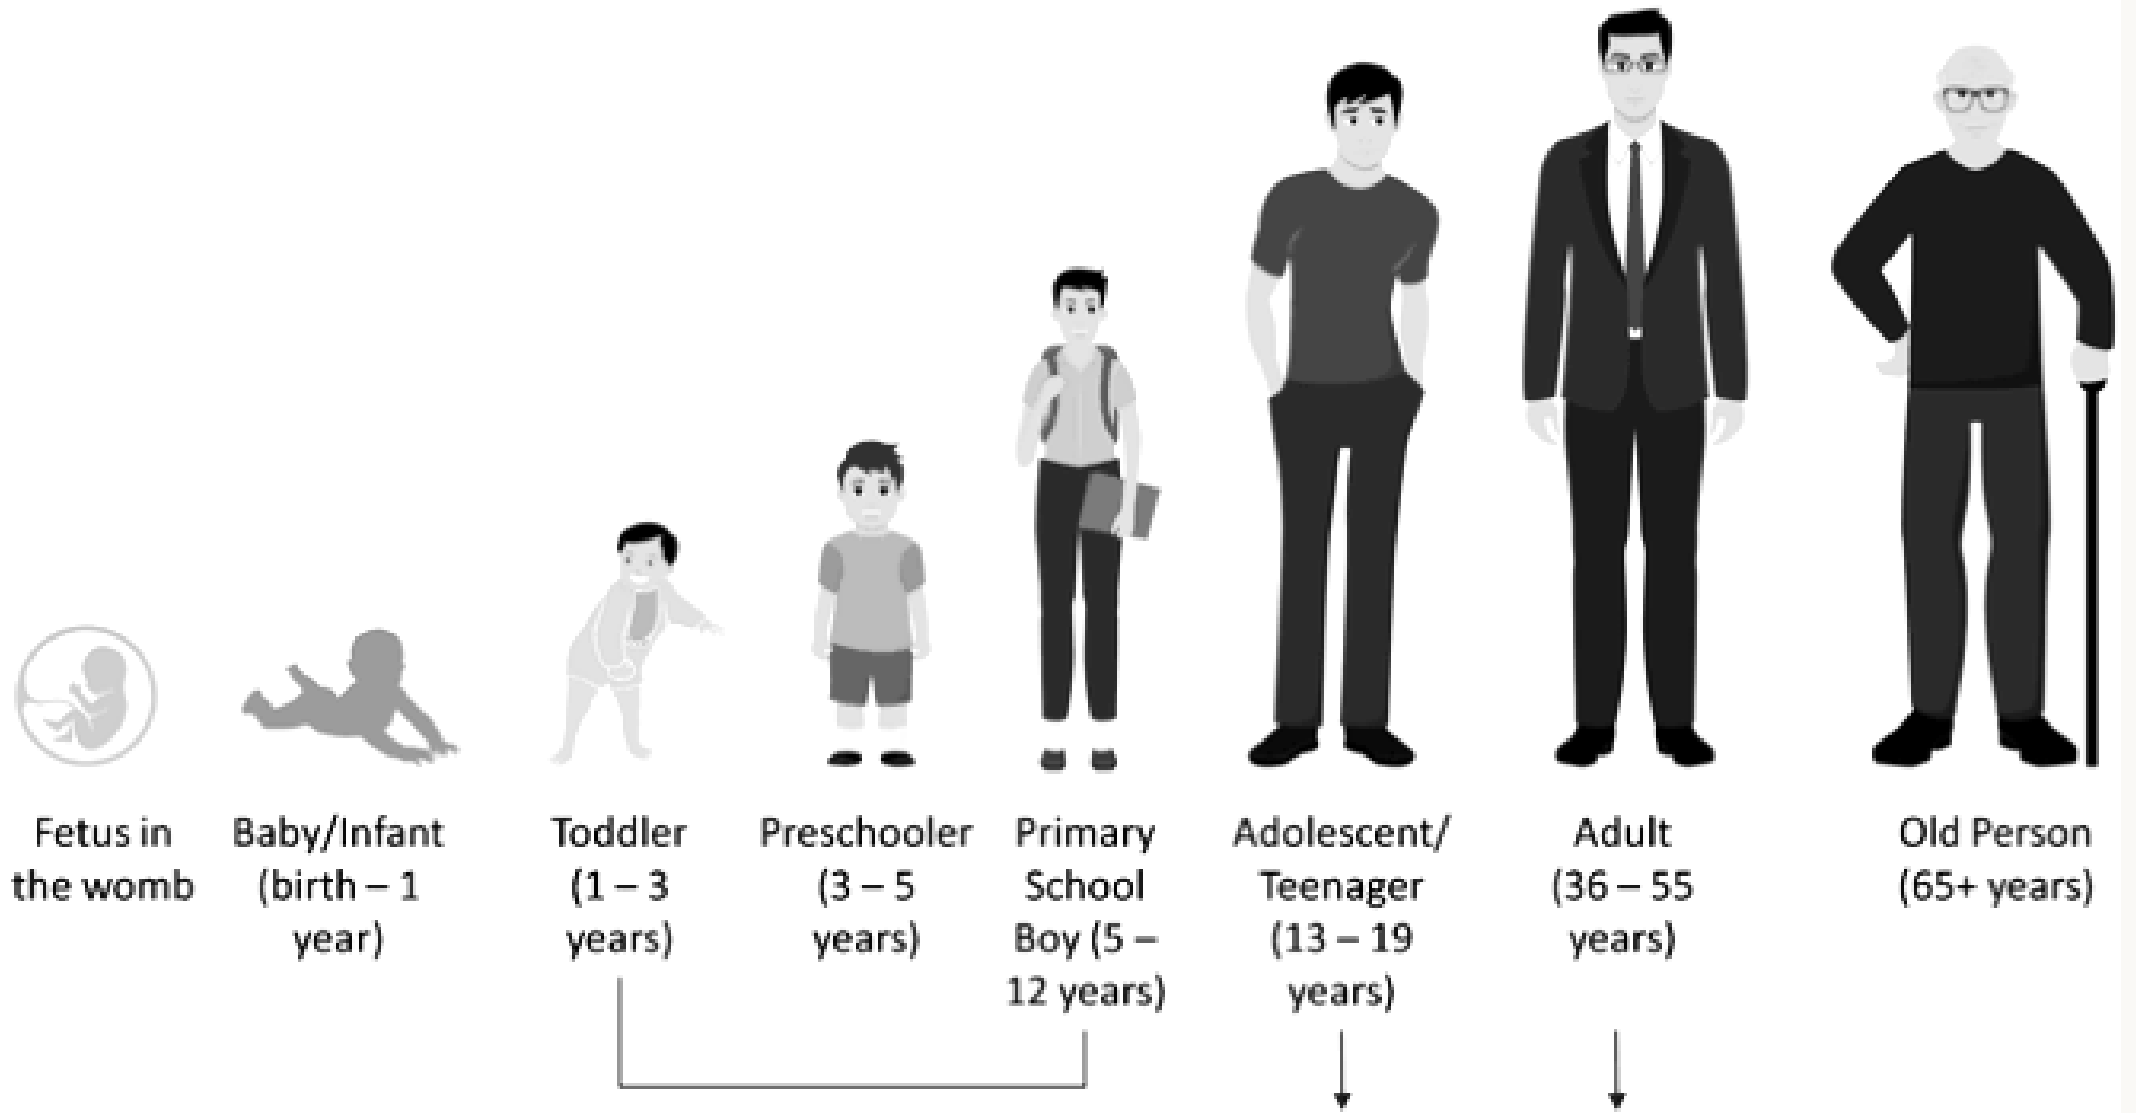 Fetus in
the womb
Baby/Infant
(birth – 1
year)
Toddler
(1 – 3
years)
Preschooler
(3 – 5
years)
Primary
School
Boy (5 –
12 years)
Adolescent/
Teenager
(13 – 19
years)
Adult
(36 – 55
years)
Old Person
(65+ years)